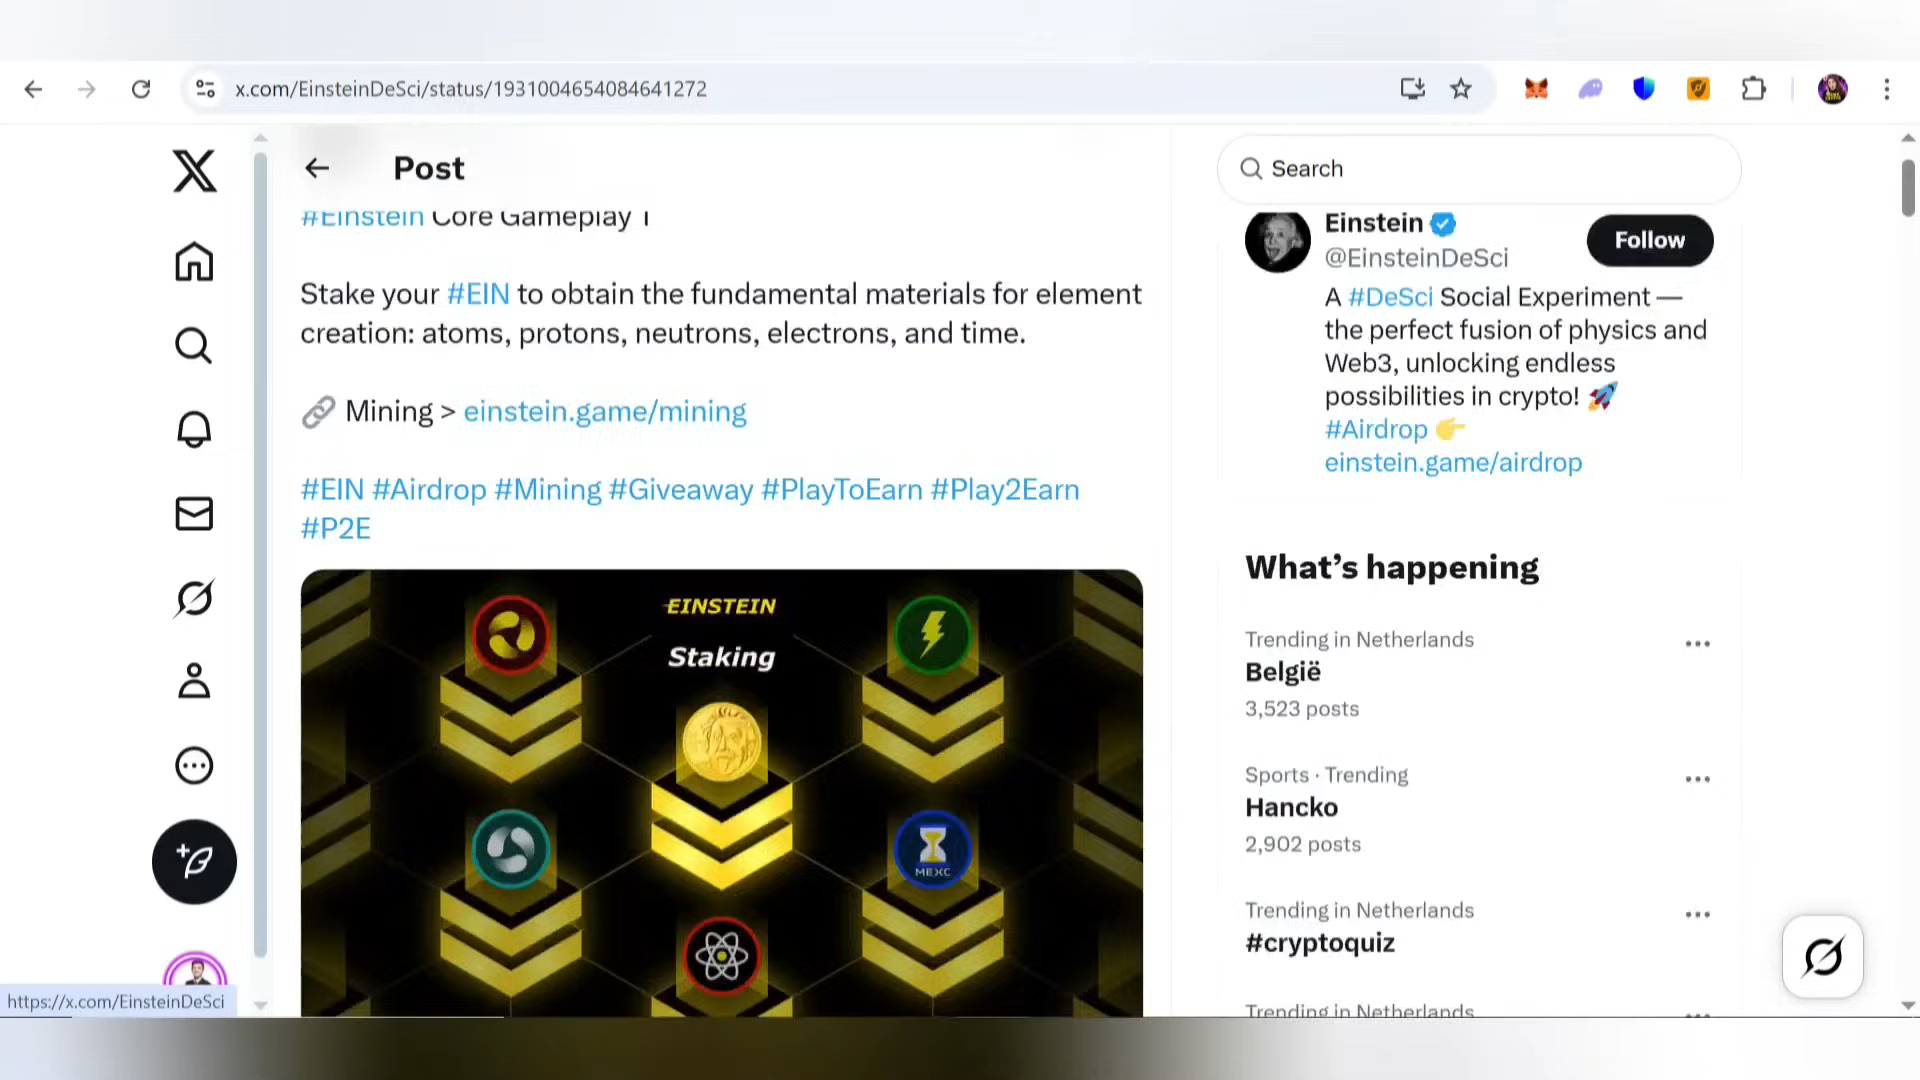 x.com/EinsteinDeSci/status/1931004654084641272
Post
Search
#Einstein Core Gameplay 1
Stake your #EIN to obtain the fundamental materials for element
creation: atoms, protons, neutrons, electrons, and time.
Mining > einstein.game/mining
#EIN #Airdrop #Mining #Giveaway #PlayToEarn #Play2Earn
#P2E
EINSTEIN
Staking
MEXC
Einstein
Follow
@EinsteinDeSci
A #DeSci Social Experiment —
the perfect fusion of physics and
Web3, unlocking endless
possibilities in crypto! 🚀
#Airdrop 👉
einstein.game/airdrop
What's happening
Trending in Netherlands
België
3,523 posts
Sports · Trending
Hancko
2,902 posts
Trending in Netherlands
#cryptoquiz
Trending in Netherlands
https://x.com/EinsteinDeSci